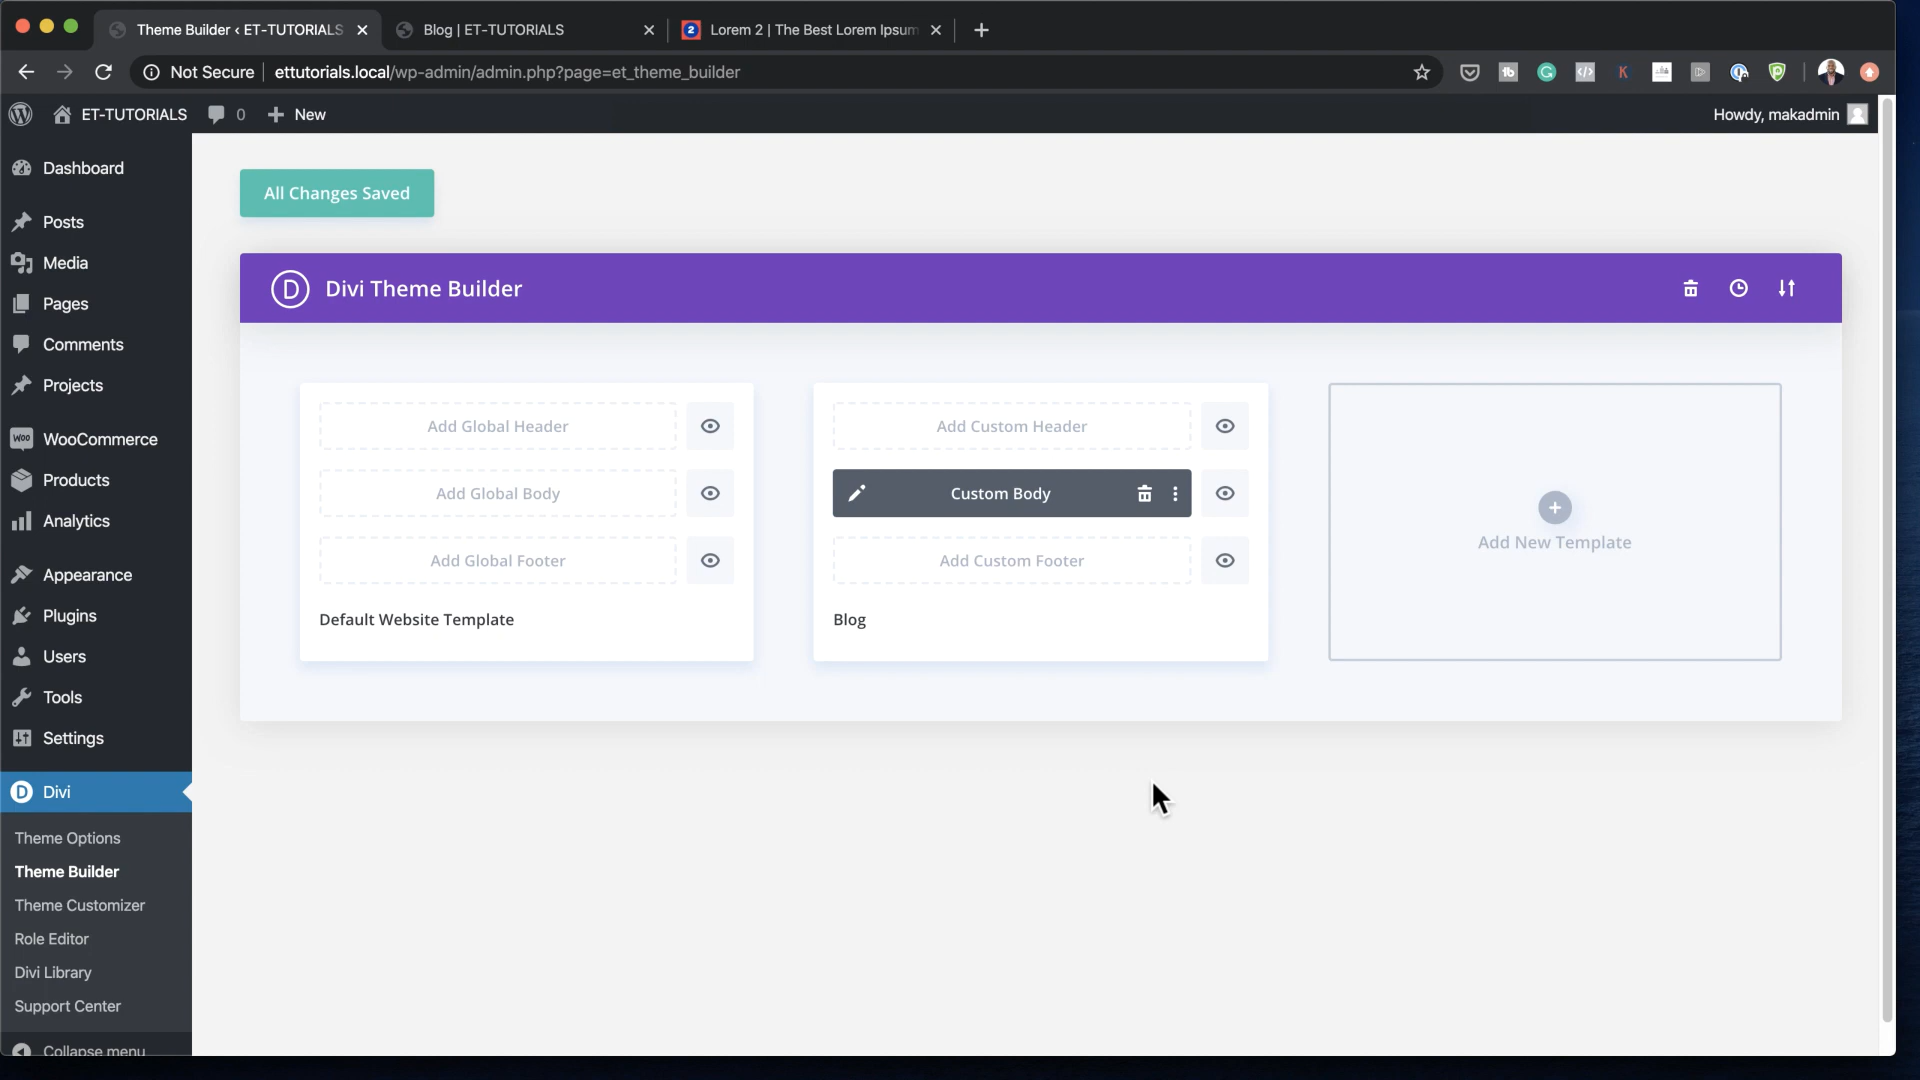 Theme Builder ‹ ET-TUTORIALS
Blog | ET-TUTORIALS
2 Lorem 2 | The Best Lorem Ipsum
Not Secure
ettutorials.local/wp-admin/admin.php?page=et_theme_builder
ET-TUTORIALS
0
New
Howdy, makadmin
Dashboard
Posts
Media
Pages
Comments
Projects
WooCommerce
Products
Analytics
Appearance
Plugins
Users
Tools
Settings
Divi
Theme Options
Theme Builder
Theme Customizer
Role Editor
Divi Library
Support Center
Collapse menu
All Changes Saved
D Divi Theme Builder
Add Global Header
Add Global Body
Add Global Footer
Default Website Template
Add Custom Header
Custom Body
Add Custom Footer
Blog
Add New Template